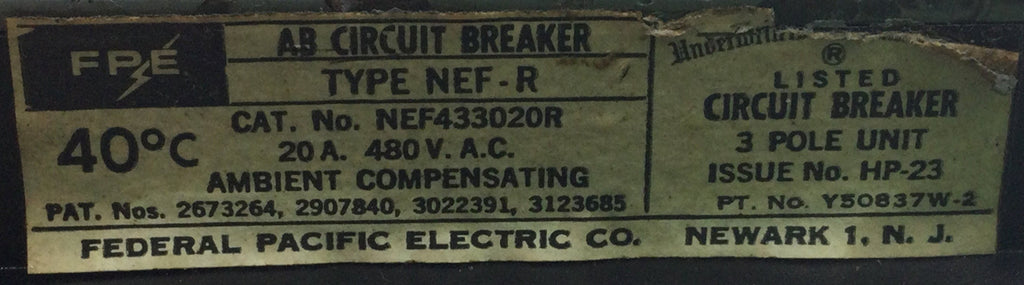 FPE
AB CIRCUIT BREAKER
TYPE NEF-R
40°C
CAT. No. NEF433020R
20 A. 480 V. A.C.
AMBIENT COMPENSATING
PAT. Nos. 2673264, 2907840, 3022391, 3123685
®
LISTED
CIRCUIT BREAKER
3 POLE UNIT
ISSUE No. HP-23
PT. No. Y50837W-2
FEDERAL PACIFIC ELECTRIC CO. NEWARK 1, N. J.